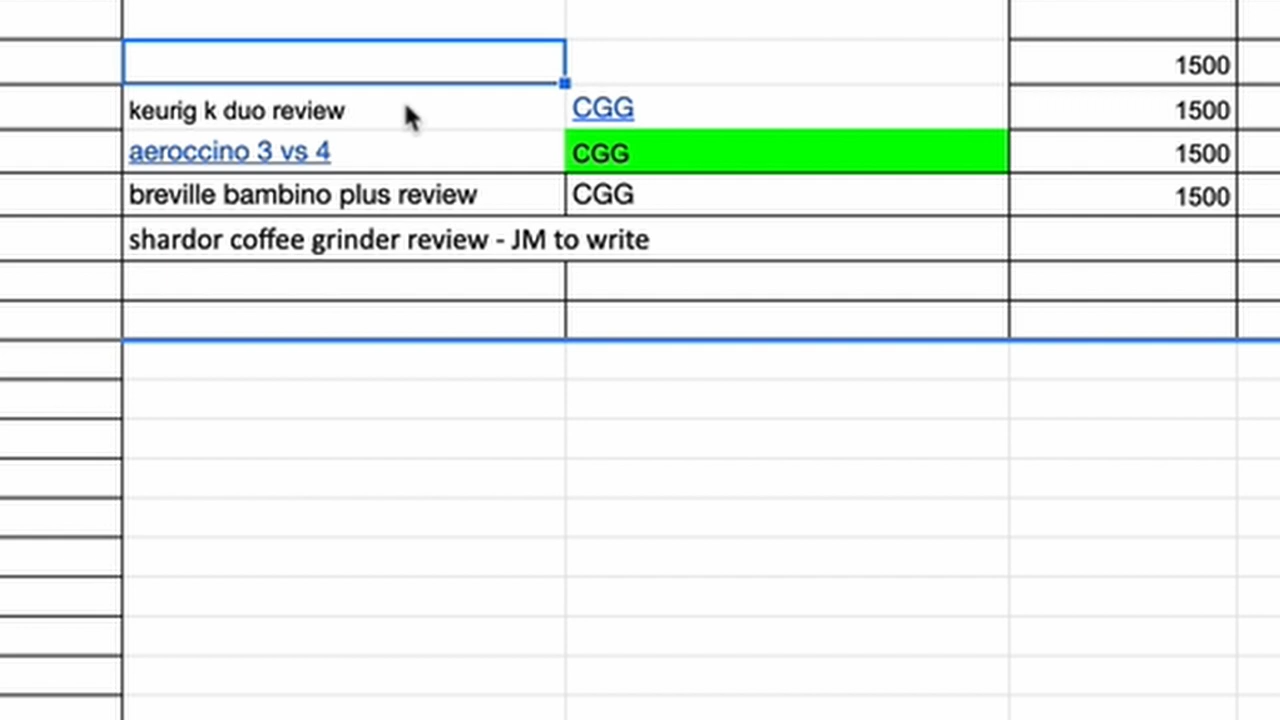 1500
keurig k duo review CGG 1500
aeroccino 3 vs 4 CGG 1500
breville bambino plus review CGG 1500
shardor coffee grinder review - JM to write